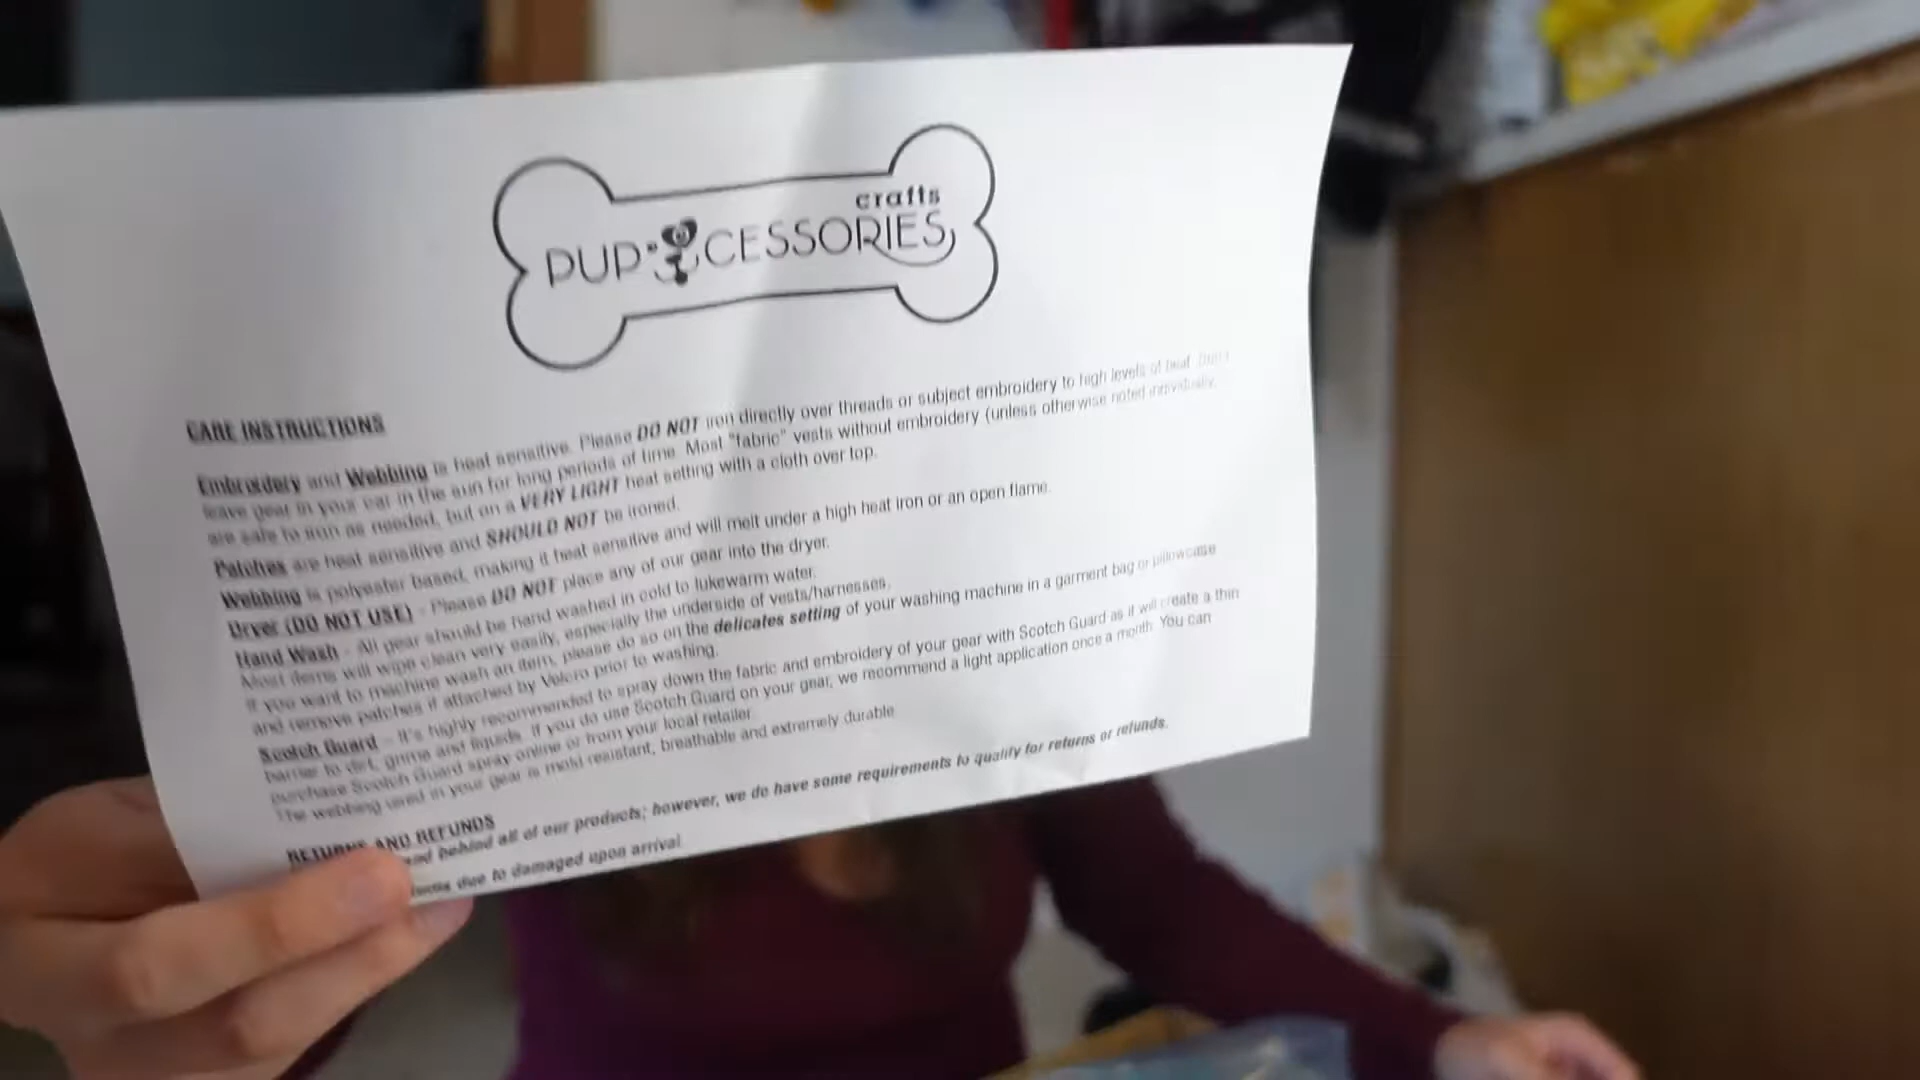 crafts
PUP CESSORIES
CARE INSTRUCTIONS
Embroidery and Webbing is heat sensitive. Please DO NOT iron directly over threads or subject embroidery to high levels of heat. Don't
leave gear in your car in the sun for long periods of time. Most "fabric" vests without embroidery (unless otherwise noted individually,
are safe to iron as needed, but on a VERY LIGHT heat setting with a cloth over top.
Patches are heat sensitive and SHOULD NOT be ironed.
Webbing is polyester based, making it heat sensitive and will melt under a high heat iron or an open flame.
Dryer (DO NOT USE) - Please DO NOT place any of our gear into the dryer.
Hand Wash - All gear should be hand washed in cold to lukewarm water.
Most items will wipe clean very easily, especially the underside of vests/harnesses.
If you want to machine wash an item, please do so on the delicates setting of your washing machine in a garment bag or pillowcase
and remove patches if attached by Velcro prior to washing.
Scotch Guard - It's highly recommended to spray down the fabric and embroidery of your gear with Scotch Guard as it will create a thin
barrier to dirt, grime and liquids. If you do use Scotch Guard on your gear, we recommend a light application once a month. You can
purchase Scotch Guard spray online or from your local retailer.
The webbing used in your gear is mold resistant, breathable and extremely durable.
RETURNS AND REFUNDS
and behind all of our products; however, we do have some requirements to qualify for returns or refunds.
due to damaged upon arrival.